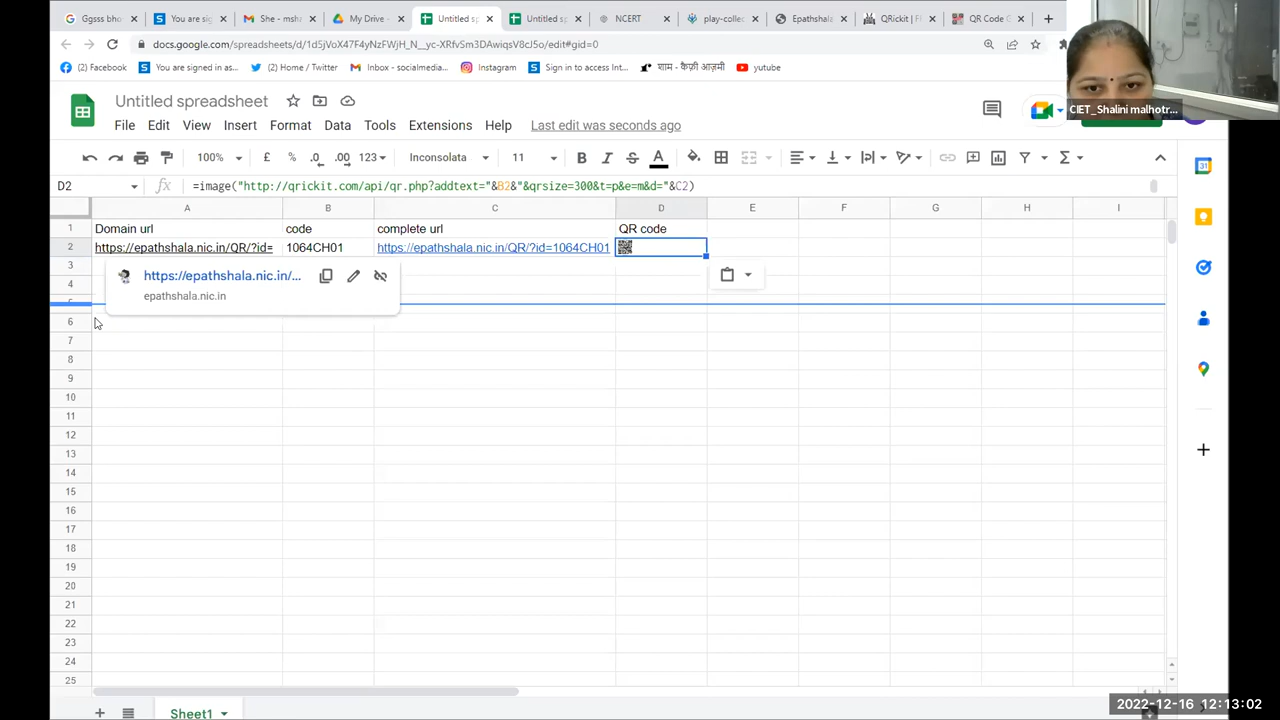 Ggsss bho
You are sig
She - mshr
My Drive -
Untitled sp
Untitled sp
NCERT
play-collec
Epathshala
QRickit | F
QR Code G
docs.google.com/spreadsheets/d/1d5jVoX47F4yNzFWjH_N__yc-XRfvSm3DAwiqsV8cJ5o/edit#gid=0
(2) Facebook
You are signed in as...
(2) Home / Twitter
Inbox - socialmedia...
Instagram
Sign in to access Int...
शाम - कैफ़ी आज़मी
yutube
Untitled spreadsheet
File Edit View Insert Format Data Tools Extensions Help Last edit was seconds ago
CIET_Shalini malhotr...
100% £ % .0 .00 123 Inconsolata 11 B I S A
D2 fx =image("http://qrickit.com/api/qr.php?addtext="&B2&"&qrsize=300&t=p&e=m&d="&C2)
A B C D E F G H I
1 Domain url code complete url QR code
2 https://epathshala.nic.in/QR/?id= 1064CH01 https://epathshala.nic.in/QR/?id=1064CH01
3 https://epathshala.nic.in/...
4 epathshala.nic.in
6
7
8
9
10
11
12
13
14
15
16
17
18
19
20
21
22
23
24
25
Sheet1
2022-12-16 12:13:02